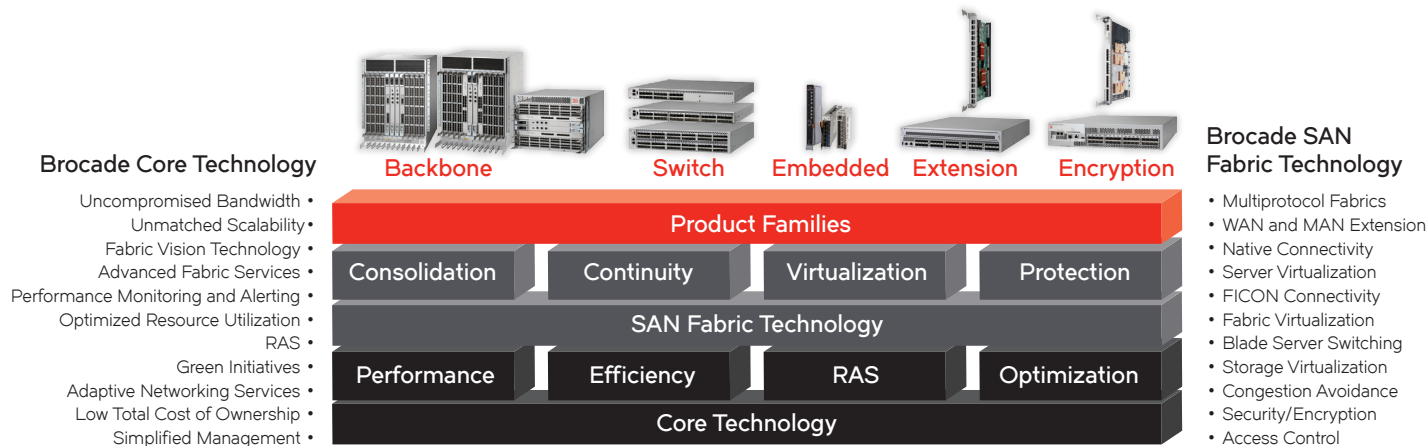 Backbone
Switch
Embedded
Extension
Encryption
Brocade Core Technology
Uncompromised Bandwidth •
Unmatched Scalability •
Fabric Vision Technology •
Advanced Fabric Services •
Performance Monitoring and Alerting •
Optimized Resource Utilization •
RAS •
Green Initiatives •
Adaptive Networking Services •
Low Total Cost of Ownership •
Simplified Management •
Product Families
Consolidation
Continuity
Virtualization
Protection
SAN Fabric Technology
Performance
Efficiency
RAS
Optimization
Core Technology
Brocade SAN
Fabric Technology
• Multiprotocol Fabrics
• WAN and MAN Extension
• Native Connectivity
• Server Virtualization
• FICON Connectivity
• Fabric Virtualization
• Blade Server Switching
• Storage Virtualization
• Congestion Avoidance
• Security/Encryption
• Access Control